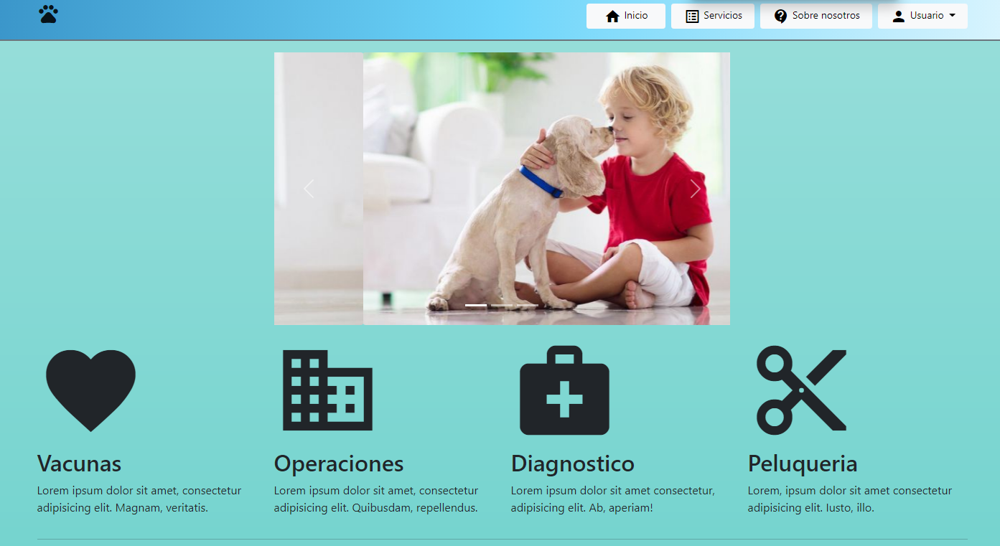 Inicio
Servicios
Sobre nosotros
Usuario
Vacunas
Lorem ipsum dolor sit amet, consectetur
adipisicing elit. Magnam, veritatis.
Operaciones
Lorem ipsum dolor sit amet, consectetur
adipisicing elit. Quibusdam, repellendus.
Diagnostico
Lorem ipsum dolor sit amet consectetur,
adipisicing elit. Ab, aperiam!
Peluqueria
Lorem, ipsum dolor sit amet consectetur
adipisicing elit. Iusto, illo.